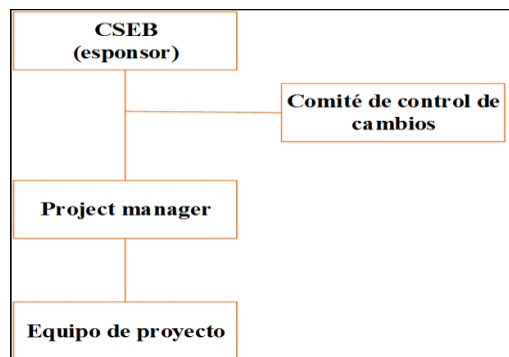 CSEB
(esponsor)
Comité de control de
cambios
Project manager
Equipo de proyecto